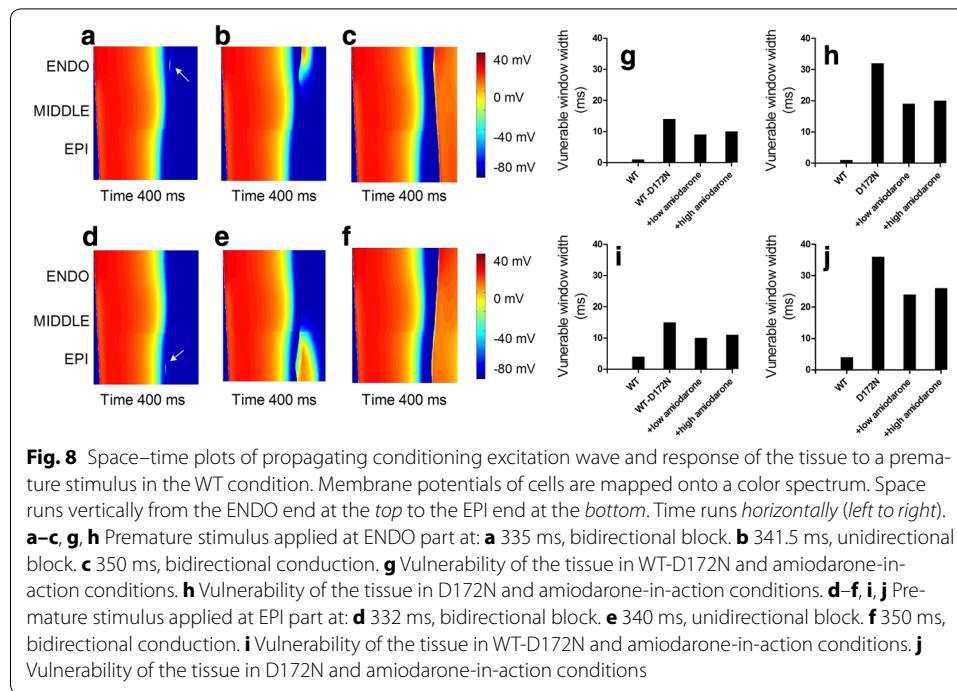 a
b
c
ENDO
MIDDLE
EPI
Time 400 ms
Time 400 ms
Time 400 ms
40 mV
0 mV
-40 mV
-80 mV
g
Vunerable window width
(ms)
40
30
20
10
0
WT
WT-D172N
+low amiodarone
+high amiodarone
h
Vunerable window width
(ms)
40
30
20
10
0
WT
D172N
+low amiodarone
+high amiodarone
d
e
f
ENDO
MIDDLE
EPI
Time 400 ms
Time 400 ms
Time 400 ms
40 mV
0 mV
-40 mV
-80 mV
i
Vunerable window width
(ms)
40
30
20
10
0
WT
WT-D172N
+low amiodarone
+high amiodarone
j
Vunerable window width
(ms)
40
30
20
10
0
WT
D172N
+low amiodarone
+high amiodarone
Fig. 8 Space–time plots of propagating conditioning excitation wave and response of the tissue to a prema-
ture stimulus in the WT condition. Membrane potentials of cells are mapped onto a color spectrum. Space
runs vertically from the ENDO end at the top to the EPI end at the bottom. Time runs horizontally (left to right).
a–c, g, h Premature stimulus applied at ENDO part at: a 335 ms, bidirectional block. b 341.5 ms, unidirectional
block. c 350 ms, bidirectional conduction. g Vulnerability of the tissue in WT-D172N and amiodarone-in-
action conditions. h Vulnerability of the tissue in D172N and amiodarone-in-action conditions. d–f, i, j Pre-
mature stimulus applied at EPI part at: d 332 ms, bidirectional block. e 340 ms, unidirectional block. f 350 ms,
bidirectional conduction. i Vulnerability of the tissue in WT-D172N and amiodarone-in-action conditions. j
Vulnerability of the tissue in D172N and amiodarone-in-action conditions